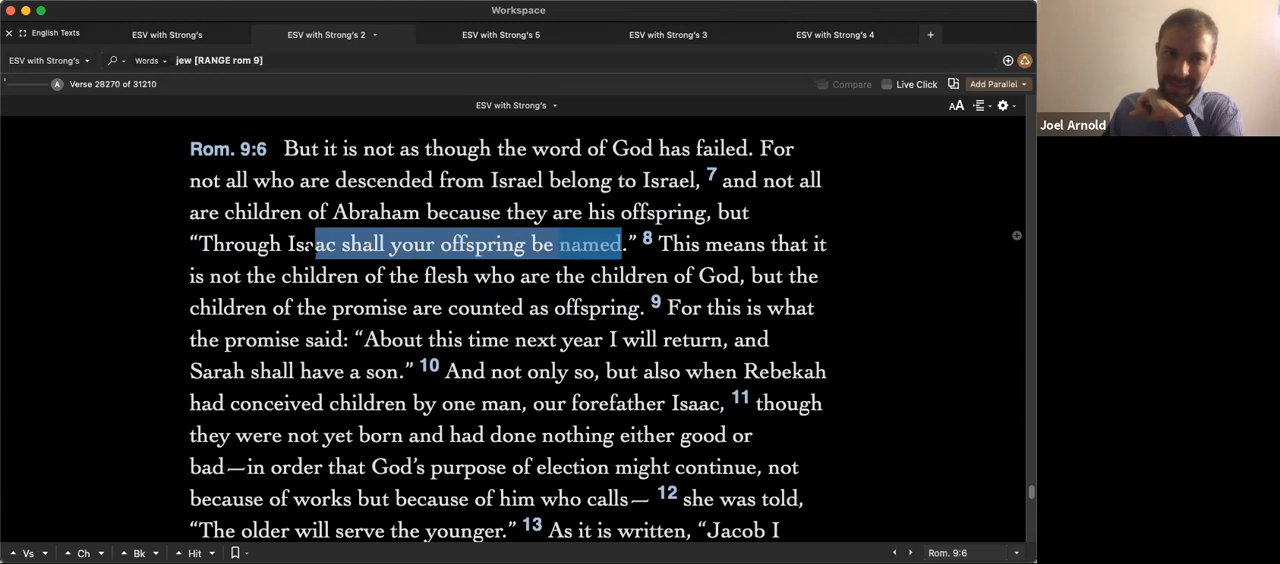 Workspace
English Texts
ESV with Strong's
ESV with Strong's 2
ESV with Strong's 5
ESV with Strong's 3
ESV with Strong's 4
ESV with Strong's
Words
jew [RANGE rom 9]
A Verse 28270 of 31210
Compare
Live Click
Add Parallel
ESV with Strong's
AA
Joel Arnold
Rom. 9:6 But it is not as though the word of God has failed. For
not all who are descended from Israel belong to Israel, 7 and not all
are children of Abraham because they are his offspring, but
“Through Isaac shall your offspring be named.” 8 This means that it
is not the children of the flesh who are the children of God, but the
children of the promise are counted as offspring. 9 For this is what
the promise said: “About this time next year I will return, and
Sarah shall have a son.” 10 And not only so, but also when Rebekah
had conceived children by one man, our forefather Isaac, 11 though
they were not yet born and had done nothing either good or
bad—in order that God’s purpose of election might continue, not
because of works but because of him who calls— 12 she was told,
“The older will serve the younger.” 13 As it is written, “Jacob I
Vs
Ch
Bk
Hit
Rom. 9:6